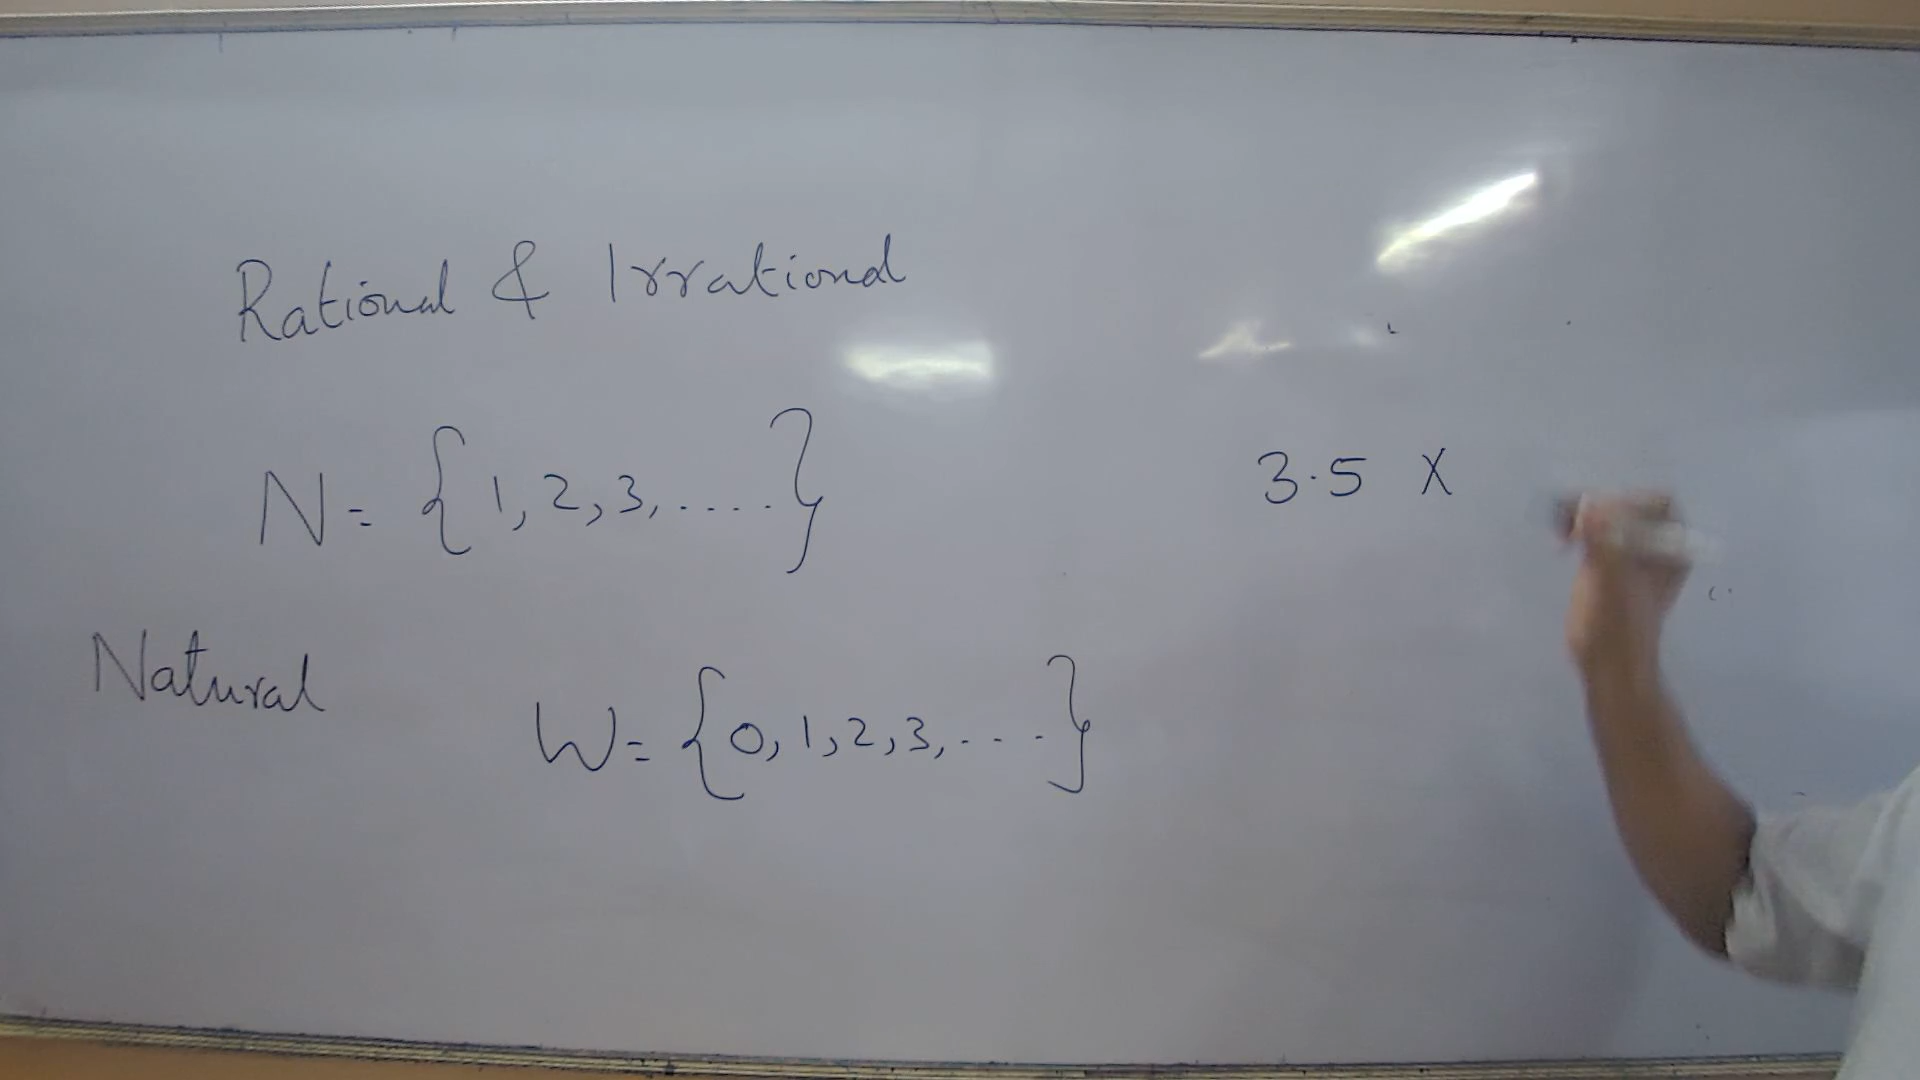 Rational & Irrational
N= {1,2,3,....}
3.5 X
Natural
W= {0,1,2,3,....}